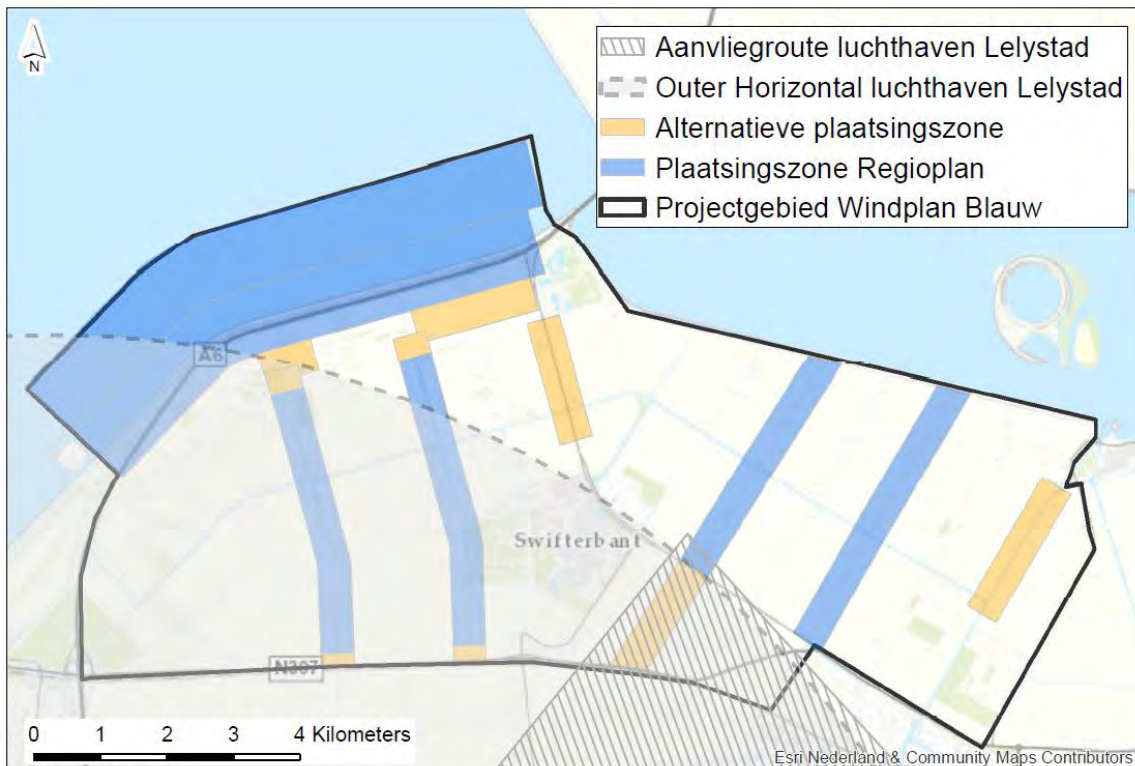 N
Aanvliegroute luchthaven Lelystad
Outer Horizontal luchthaven Lelystad
Alternatieve plaatsingszone
Plaatsingszone Regioplan
Projectgebied Windplan Blauw
A6
Swifterbant
N307
0 1 2 3 4 Kilometers
Esri Nederland & Community Maps Contributors